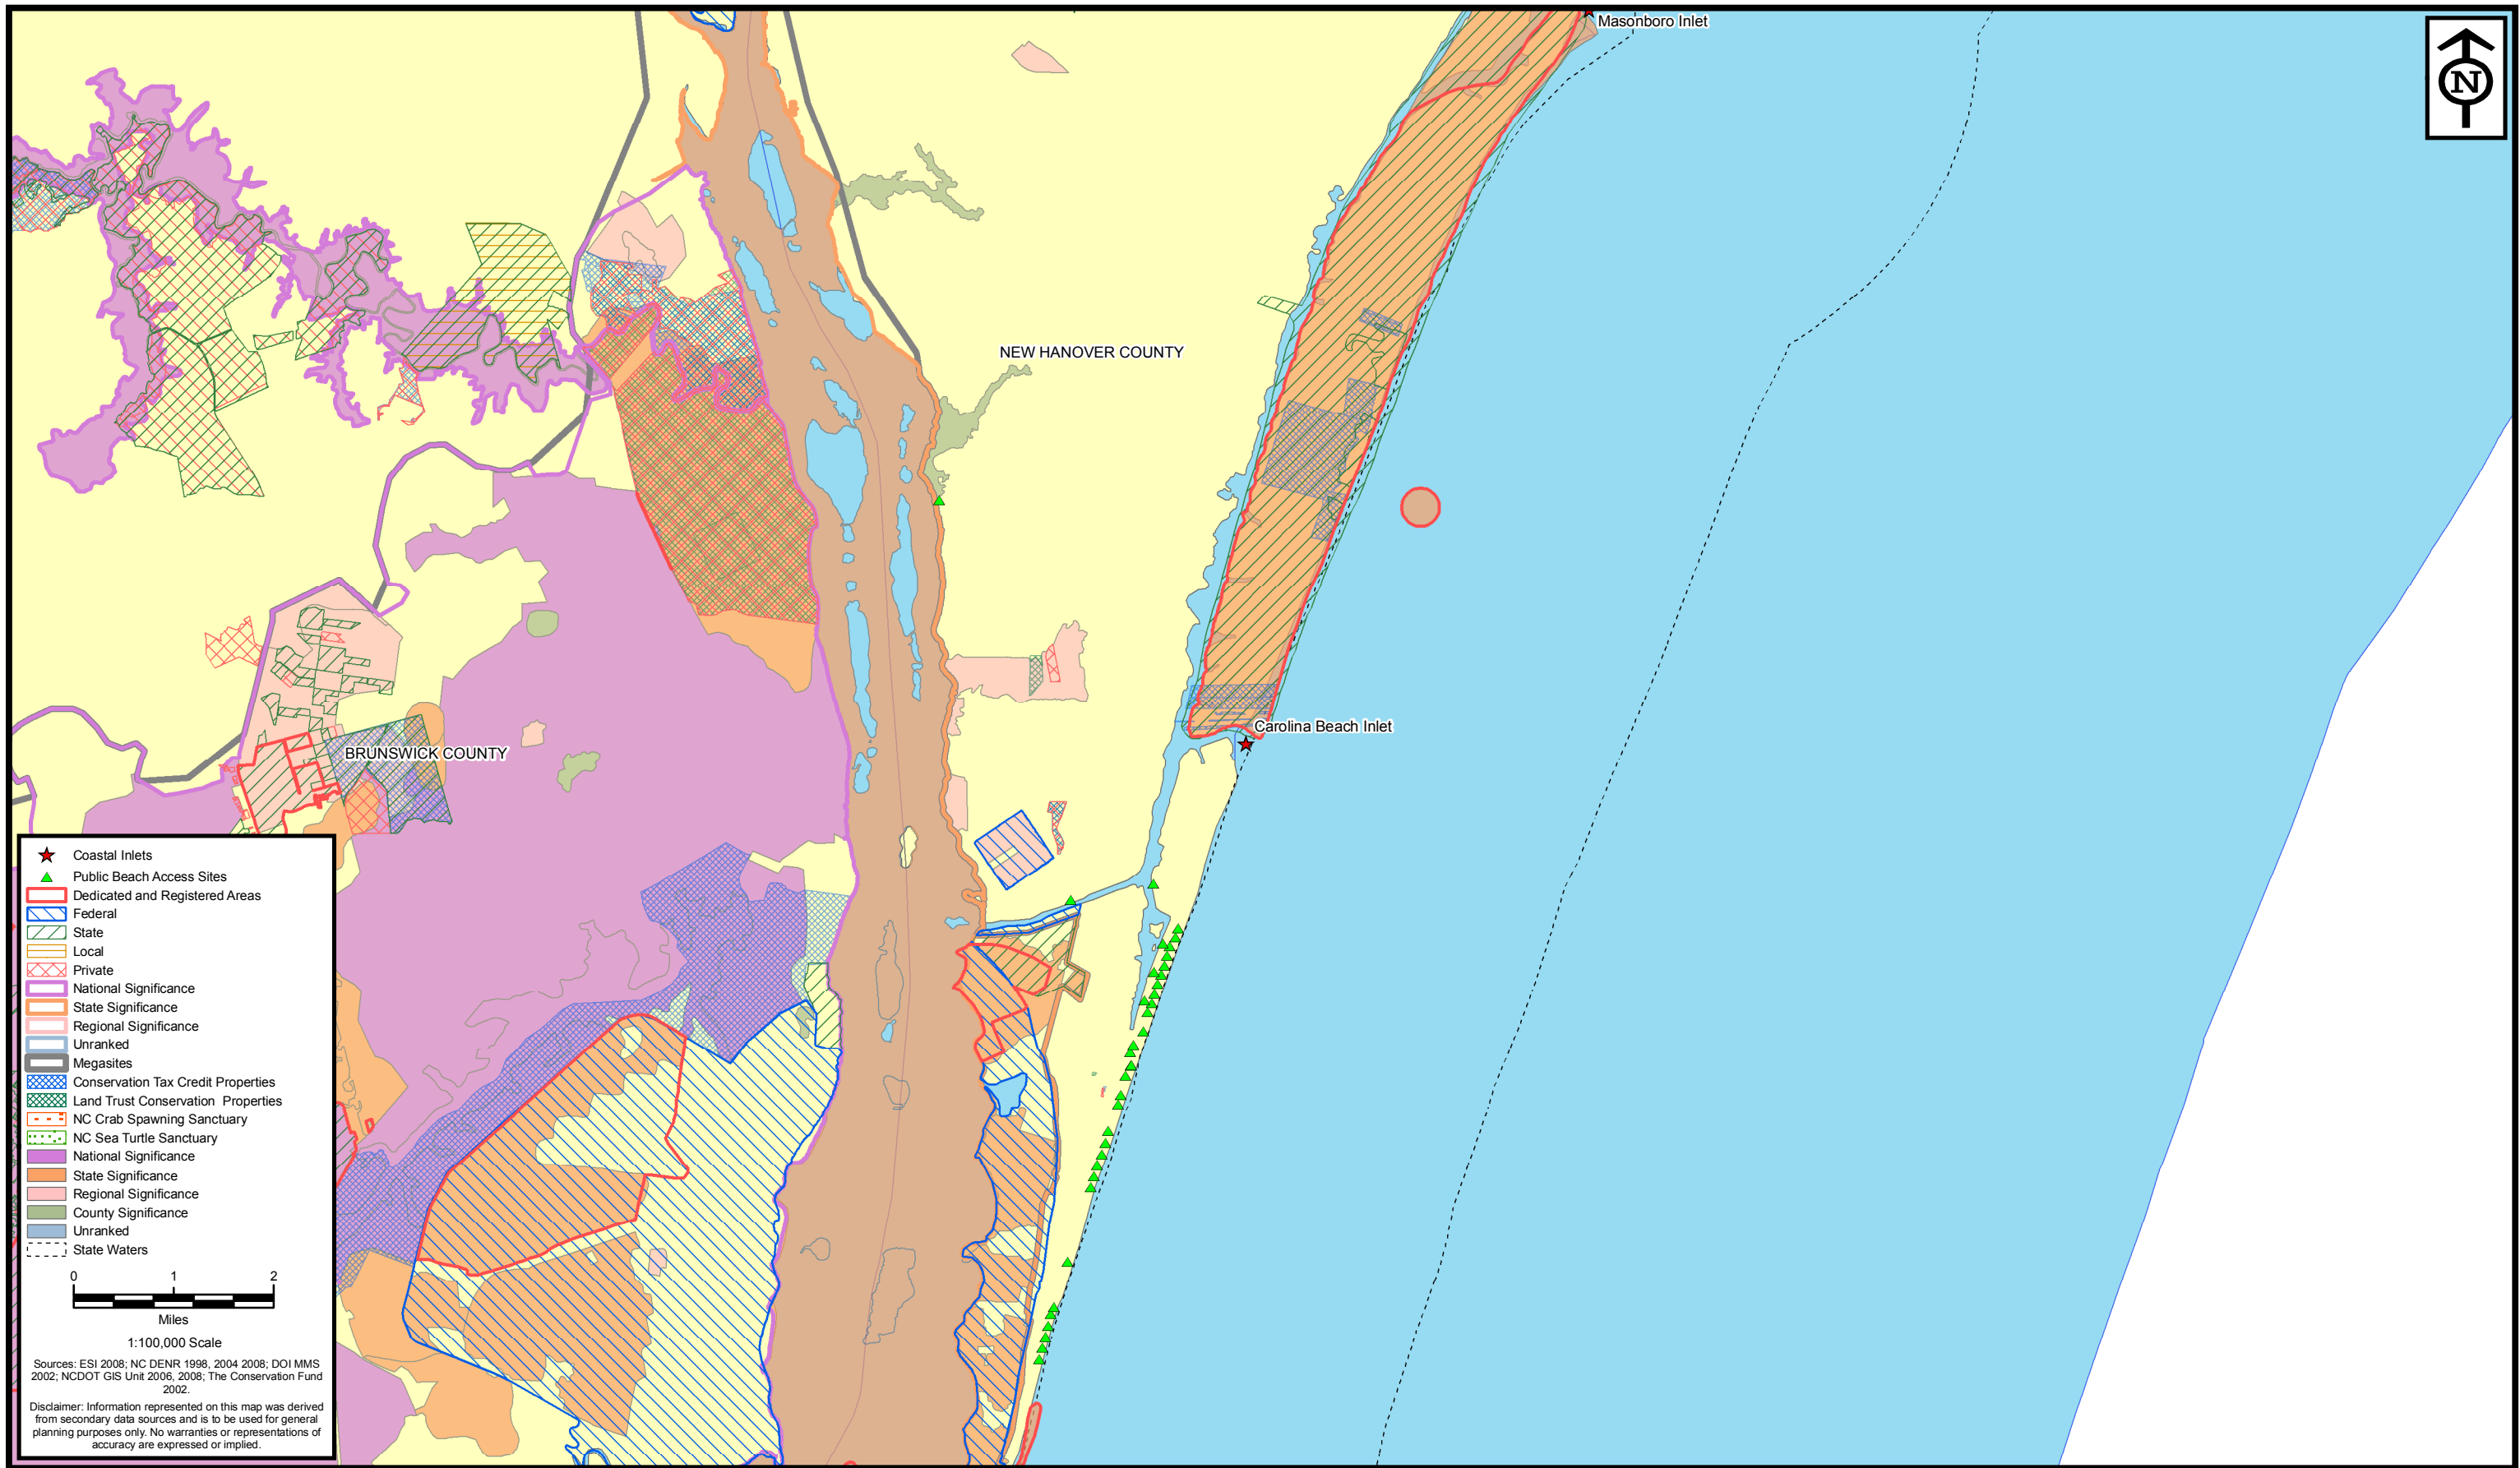 Masonboro Inlet
N
NEW HANOVER COUNTY
Carolina Beach Inlet
BRUNSWICK COUNTY
Coastal Inlets
Public Beach Access Sites
Dedicated and Registered Areas
Federal
State
Local
Private
National Significance
State Significance
Regional Significance
Unranked
Megasites
Conservation Tax Credit Properties
Land Trust Conservation Properties
NC Crab Spawning Sanctuary
NC Sea Turtle Sanctuary
National Significance
State Significance
Regional Significance
County Significance
Unranked
State Waters
0 1 2
Miles
1:100,000 Scale
Sources: ESI 2008; NC DENR 1998, 2004 2008; DOI MMS
2002; NCDOT GIS Unit 2006, 2008; The Conservation Fund
2002.
Disclaimer: Information represented on this map was derived
from secondary data sources and is to be used for general
planning purposes only. No warranties or representations of
accuracy are expressed or implied.